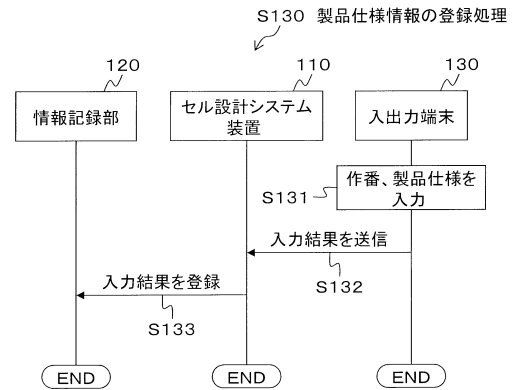 S130 製品仕様情報の登録処理
120
110
130
情報記録部
セル設計システム
装置
入出力端末
作番、製品仕様を
入力
S131
入力結果を送信
S132
入力結果を登録
S133
END
END
END